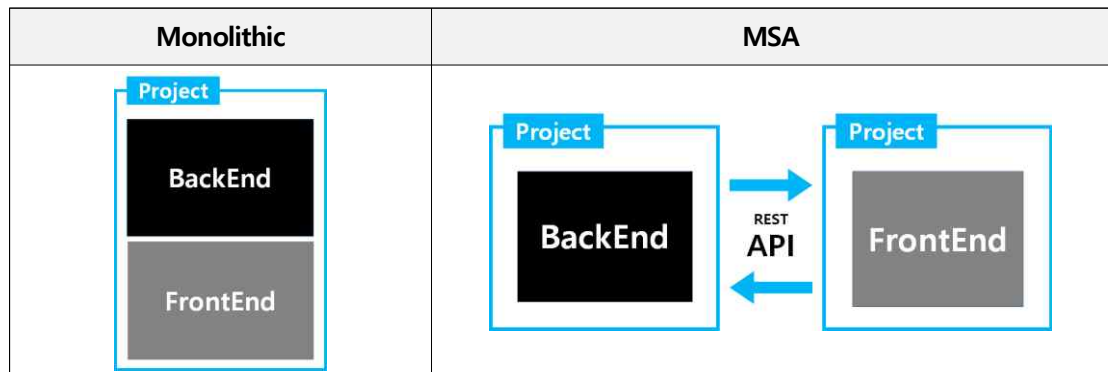 Monolithic
MSA
Project
BackEnd
FrontEnd
Project
BackEnd
REST
API
Project
FrontEnd